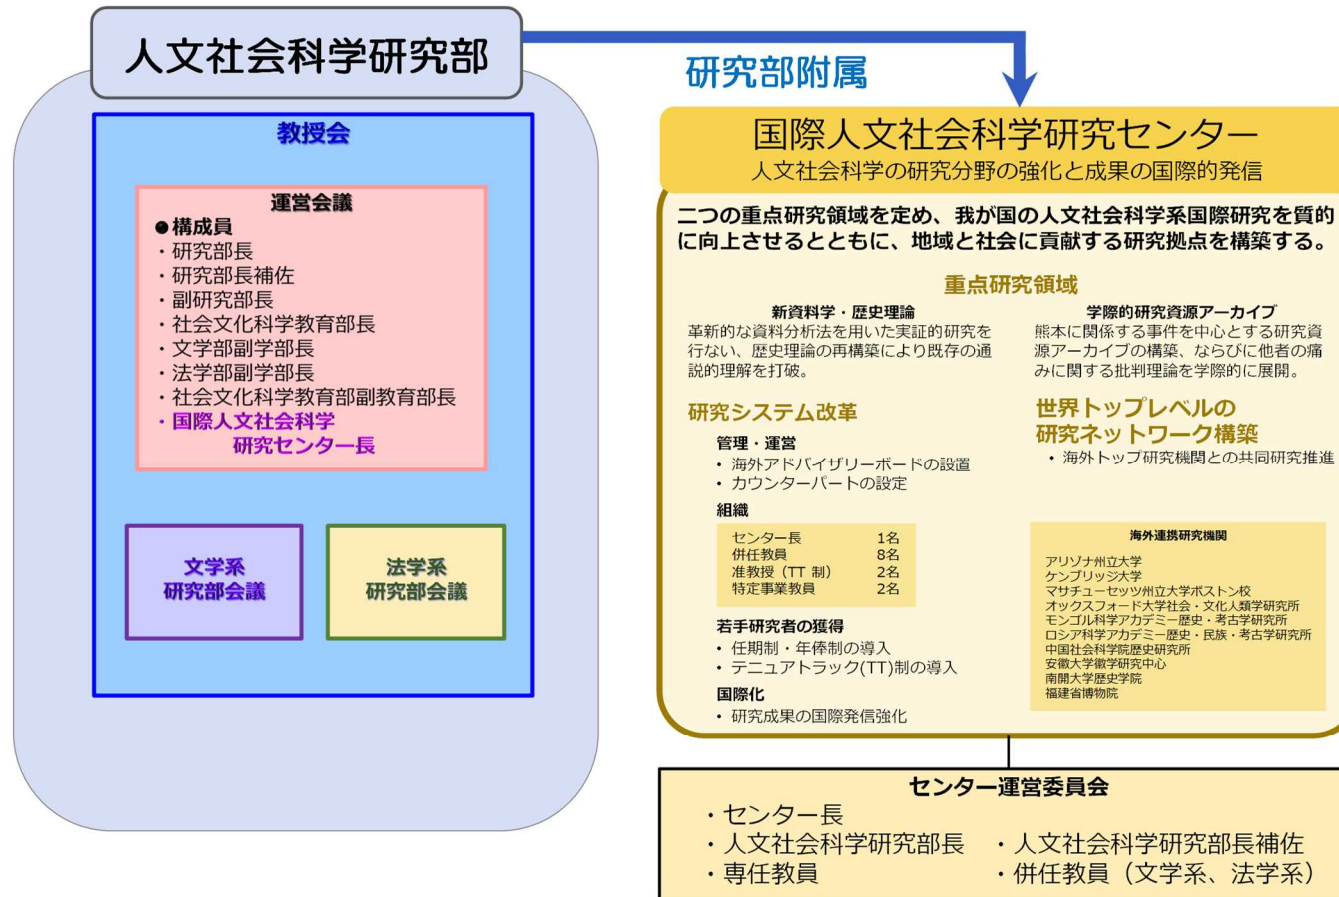 人文社会科学研究部
教授会
運営会議
●構成員
・研究部長
・研究部長補佐
・副研究部長
・社会文化科学教育部長
・文学部副学部長
・法学部副学部長
・社会文化科学教育部副教育部長
・国際人文社会科学
研究センター長
文学系
研究部会議
法学系
研究部会議
研究部附属
国際人文社会科学研究センター
人文社会科学の研究分野の強化と成果の国際的発信
二つの重点研究領域を定め、我が国の人文社会科学系国際研究を質的
に向上させるとともに、地域と社会に貢献する研究拠点を構築する。
重点研究領域
新資料学・歴史理論
革新的な資料分析法を用いた実証的研究を
行ない、歴史理論の再構築により既存の通
説的理解を打破。
学際的研究資源アーカイブ
熊本に関係する事件を中心とする研究資
源アーカイブの構築、ならびに他者の痛
みに関する批判理論を学際的に展開。
研究システム改革
管理・運営
• 海外アドバイザリーボードの設置
• カウンターパートの設定
組織
センター長 1名
併任教員 8名
准教授（TT 制） 2名
特定事業教員 2名
若手研究者の獲得
• 任期制・年俸制の導入
• テニュアトラック(TT)制の導入
国際化
• 研究成果の国際発信強化
世界トップレベルの
研究ネットワーク構築
• 海外トップ研究機関との共同研究推進
海外連携研究機関
アリゾナ州立大学
ケンブリッジ大学
マサチューセッツ州立大学ボストン校
オックスフォード大学社会・文化人類学研究所
モンゴル科学アカデミー歴史・考古学研究所
ロシア科学アカデミー歴史・民族・考古学研究所
中国社会科学院歴史研究所
安徽大学徽学研究中心
南開大学歴史学院
福建省博物院
センター運営委員会
・センター長
・人文社会科学研究部長 ・人文社会科学研究部長補佐
・専任教員 ・併任教員（文学系、法学系）